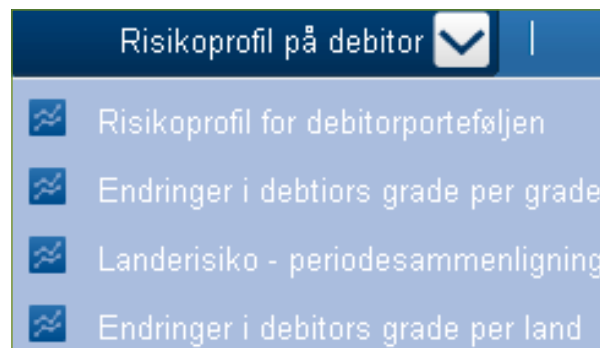 Risikoprofil på debitor
Risikoprofil for debitorporteføljen
Endringer i debtiors grade per grade
Landerisiko - periodesammenligning
Endringer i debitors grade per land